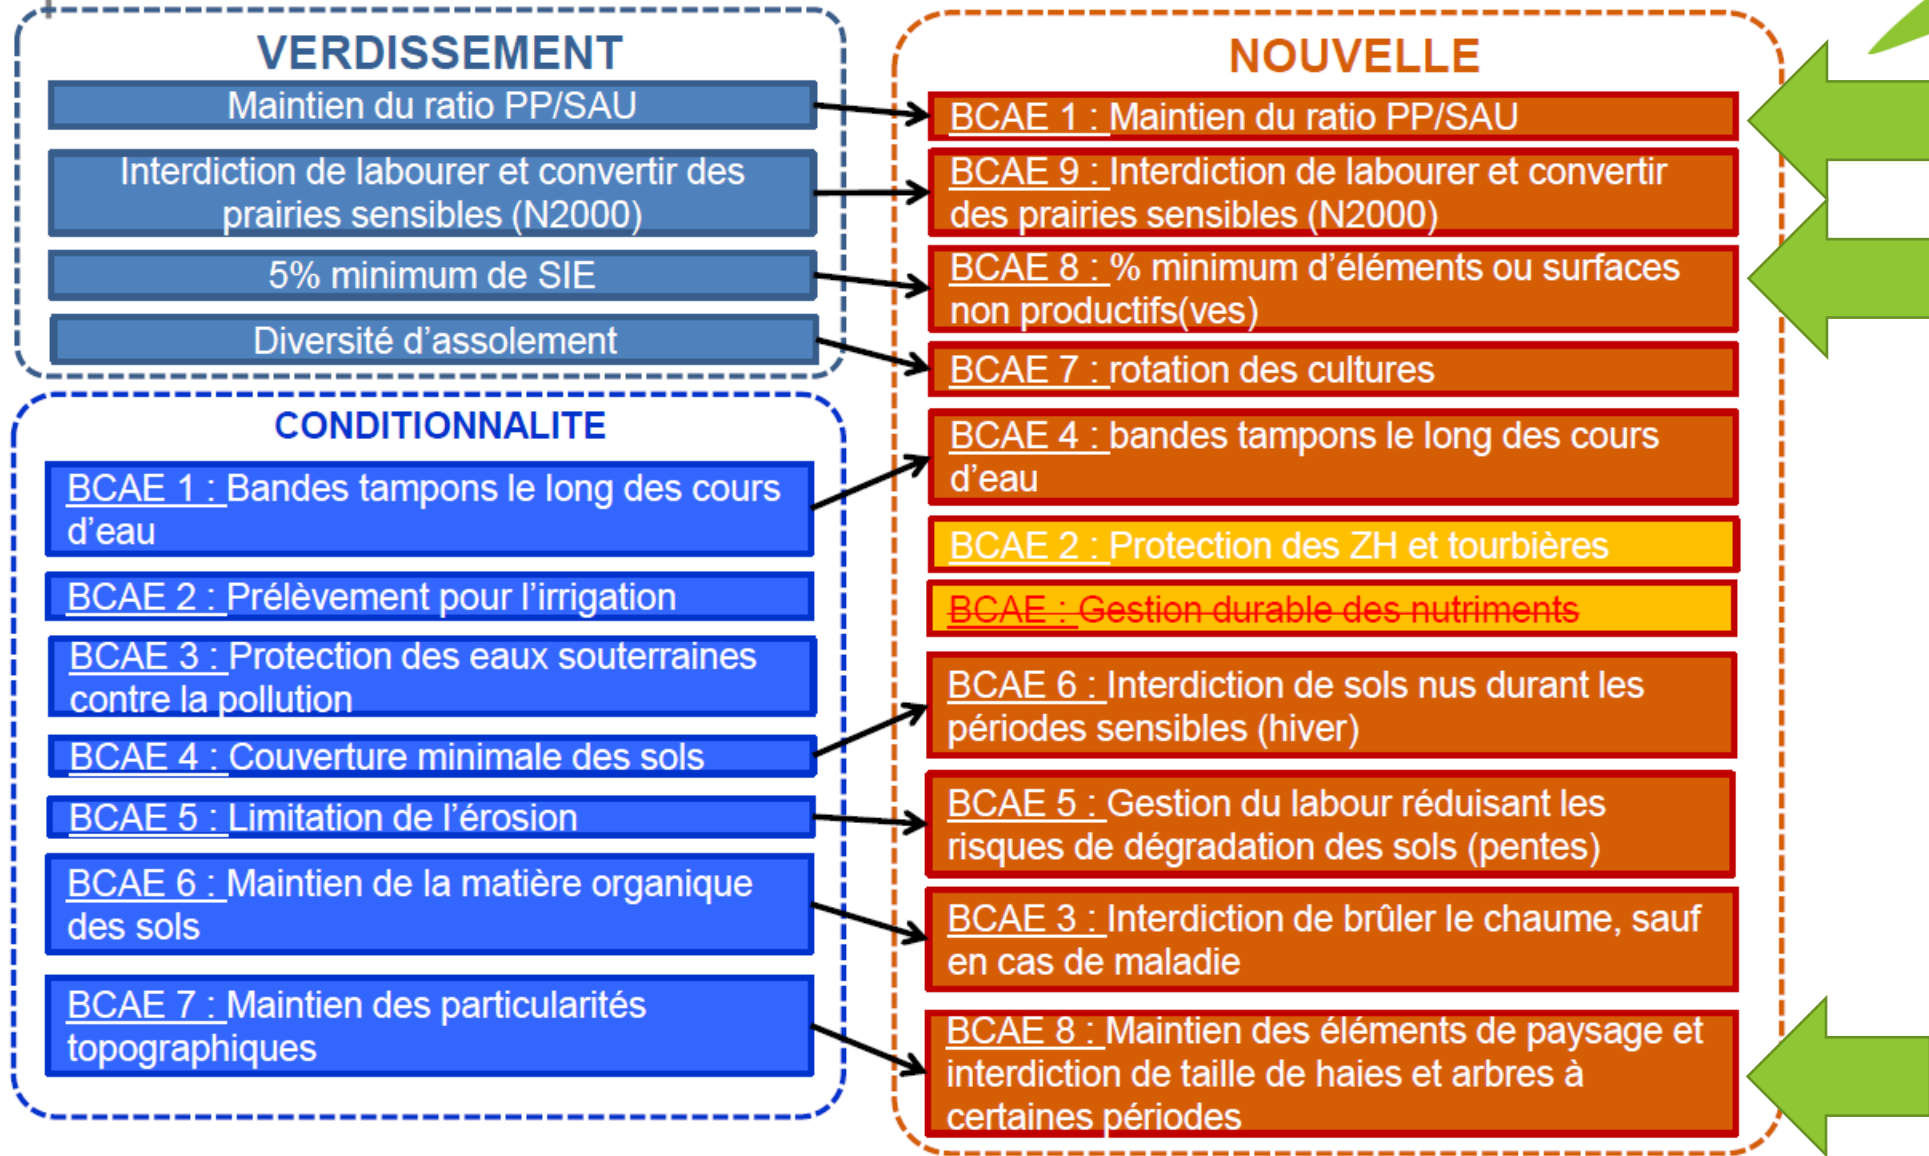 VERDISSEMENT
Maintien du ratio PP/SAU
Interdiction de labourer et convertir des
prairies sensibles (N2000)
5% minimum de SIE
Diversité d'assolement
CONDITIONNALITE
BCAE 1 : Bandes tampons le long des cours
d'eau
BCAE 2 : Prélèvement pour l'irrigation
BCAE 3 : Protection des eaux souterraines
contre la pollution
BCAE 4 : Couverture minimale des sols
BCAE 5 : Limitation de l'érosion
BCAE 6 : Maintien de la matière organique
des sols
BCAE 7 : Maintien des particularités
topographiques
NOUVELLE
BCAE 1 : Maintien du ratio PP/SAU
BCAE 9 : Interdiction de labourer et convertir
des prairies sensibles (N2000)
BCAE 8 : % minimum d'éléments ou surfaces
non productifs(ves)
BCAE 7 : rotation des cultures
BCAE 4 : bandes tampons le long des cours
d'eau
BCAE 2 : Protection des ZH et tourbières
BCAE : Gestion durable des nutriments
BCAE 6 : Interdiction de sols nus durant les
périodes sensibles (hiver)
BCAE 5 : Gestion du labour réduisant les
risques de dégradation des sols (pentes)
BCAE 3 : Interdiction de brûler le chaume, sauf
en cas de maladie
BCAE 8 : Maintien des éléments de paysage et
interdiction de taille de haies et arbres à
certaines périodes